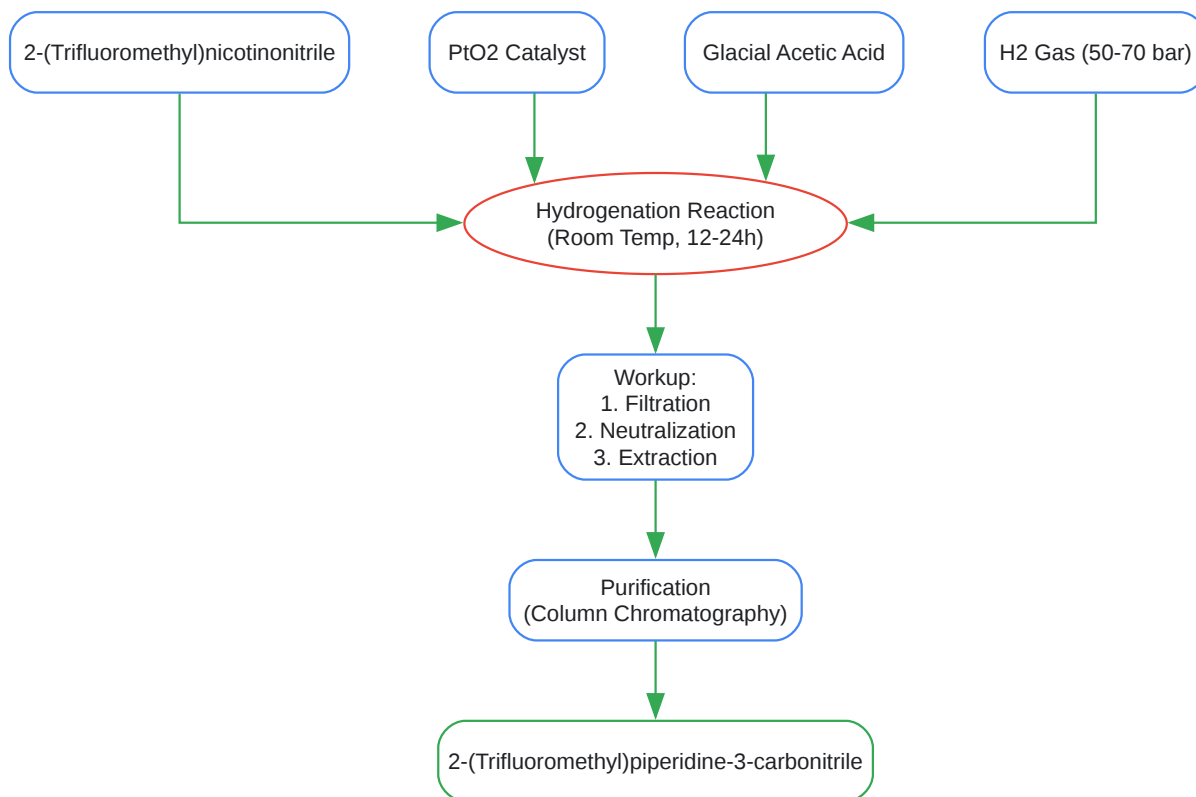 2-(Trifluoromethyl)nicotinonitrile
PtO2 Catalyst
Glacial Acetic Acid
H2 Gas (50-70 bar)
Hydrogenation Reaction
(Room Temp, 12-24h)
Workup:
1. Filtration
2. Neutralization
3. Extraction
Purification
(Column Chromatography)
2-(Trifluoromethyl)piperidine-3-carbonitrile